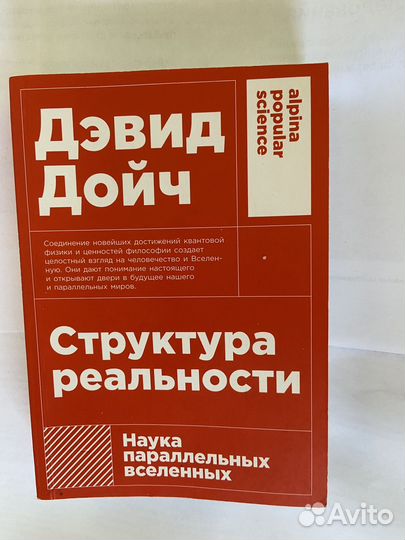 alpina
popular
science
Дэвид
Дойч
Соединение новейших достижений квантовой
физики и ценностей философии создает
целостный взгляд на человечество и Вселен-
ную. Они дают понимание настоящего
и открывают двери в будущее нашего
и параллельных миров.
Структура
реальности
Наука
параллельных
вселенных
Avito